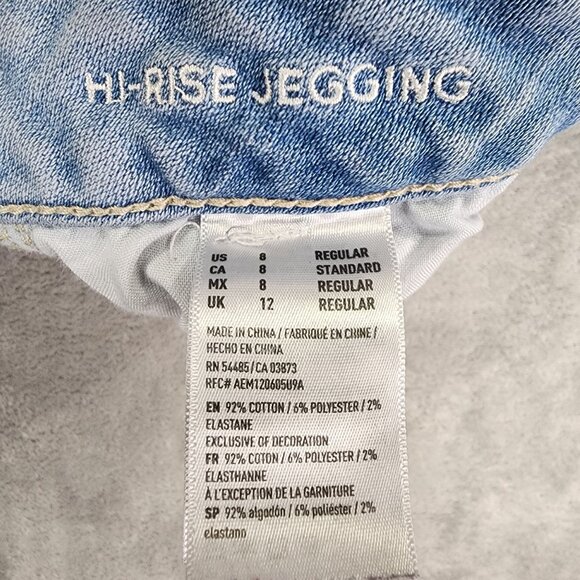 HI-RISE JEGGING
US 8 REGULAR
CA 8 STANDARD
MX 8 REGULAR
UK 12 REGULAR
MADE IN CHINA / FABRIQUÉ EN CHINE /
HECHO EN CHINA
RN 54485/CA 03873
RFC# AEM120605U9A
EN 92% COTTON / 6% POLYESTER / 2%
ELASTANE
EXCLUSIVE OF DECORATION
FR 92% COTON / 6% POLYESTER / 2%
ÉLASTHANNE
À L'EXCEPTION DE LA GARNITURE
SP 92% algodón / 6% poliéster / 2%
elastano